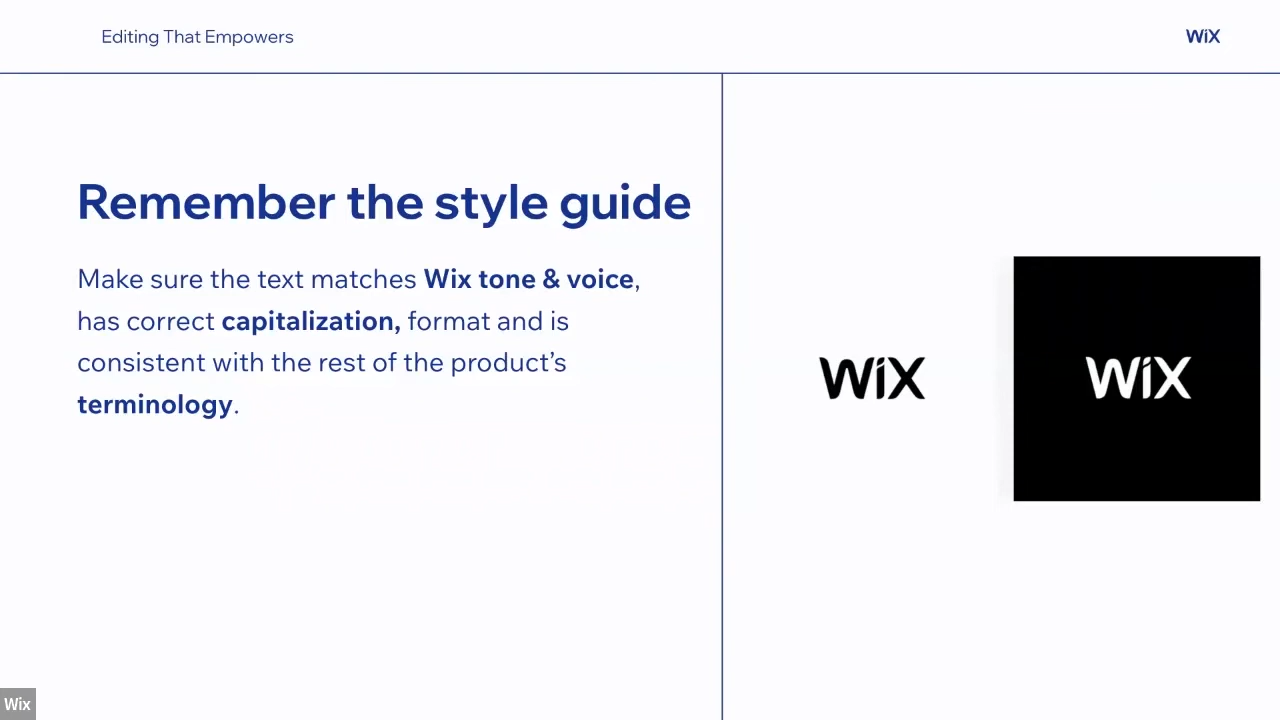 Editing That Empowers
WiX
Remember the style guide
Make sure the text matches Wix tone & voice,
has correct capitalization, format and is
consistent with the rest of the product’s
terminology.
WiX
WiX
Wix